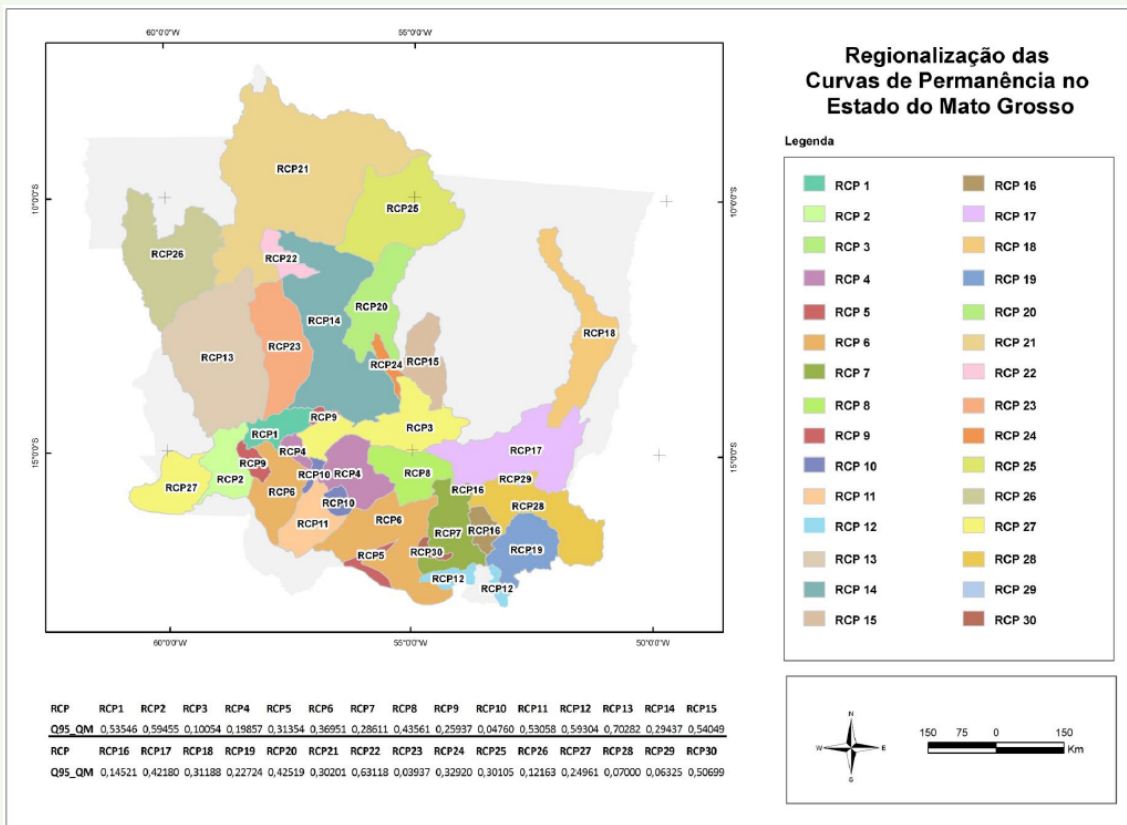 Regionalização das
Curvas de Permanência no
Estado do Mato Grosso
Legenda
RCP 1
RCP 2
RCP 3
RCP 4
RCP 5
RCP 6
RCP 7
RCP 8
RCP 9
RCP 10
RCP 11
RCP 12
RCP 13
RCP 14
RCP 15
RCP 16
RCP 17
RCP 18
RCP 19
RCP 20
RCP 21
RCP 22
RCP 23
RCP 24
RCP 25
RCP 26
RCP 27
RCP 28
RCP 29
RCP 30
60°0'0"W 55°0'0"W
10°0'0"S 10°0'0"S
15°0'0"S 15°0'0"S
60°0'0"W 55°0'0"W 50°0'0"W
RCP21
RCP25
RCP26
RCP22
RCP20
RCP14
RCP18
RCP23
RCP13
RCP24
RCP15
RCP9
RCP1
RCP3
RCP4
RCP17
RCP9
RCP10
RCP4
RCP8
RCP2
RCP29
RCP27
RCP6
RCP16
RCP10
RCP28
RCP11
RCP6
RCP7
RCP16
RCP19
RCP30
RCP5
RCP12
RCP12
RCP RCP1 RCP2 RCP3 RCP4 RCP5 RCP6 RCP7 RCP8 RCP9 RCP10 RCP11 RCP12 RCP13 RCP14 RCP15
Q95_QM 0,53546 0,59455 0,10054 0,19857 0,31354 0,36951 0,28611 0,43561 0,25937 0,04760 0,53058 0,59304 0,70282 0,29437 0,54049
RCP RCP16 RCP17 RCP18 RCP19 RCP20 RCP21 RCP22 RCP23 RCP24 RCP25 RCP26 RCP27 RCP28 RCP29 RCP30
Q95_QM 0,14521 0,42180 0,31188 0,22724 0,42519 0,30201 0,63118 0,03937 0,32920 0,30105 0,12163 0,24961 0,07000 0,06325 0,50699
N
W E
S
150 75 0 150
Km